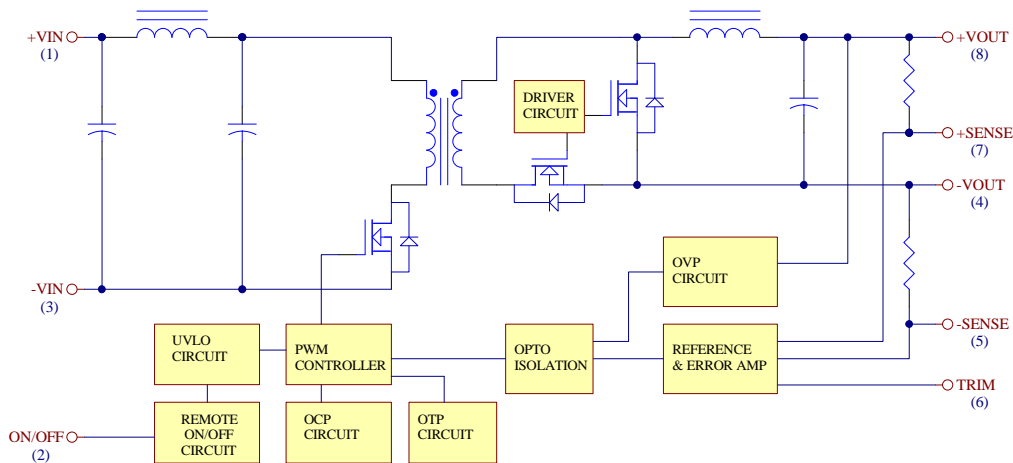 +VIN
(1)
+VOUT
(8)
DRIVER
CIRCUIT
+SENSE
(7)
-VOUT
(4)
OVP
CIRCUIT
-VIN
(3)
UVLO
CIRCUIT
PWM
CONTROLLER
OPTO
ISOLATION
REFERENCE
& ERROR AMP
-SENSE
(5)
TRIM
(6)
ON/OFF
(2)
REMOTE
ON/OFF
CIRCUIT
OCP
CIRCUIT
OTP
CIRCUIT